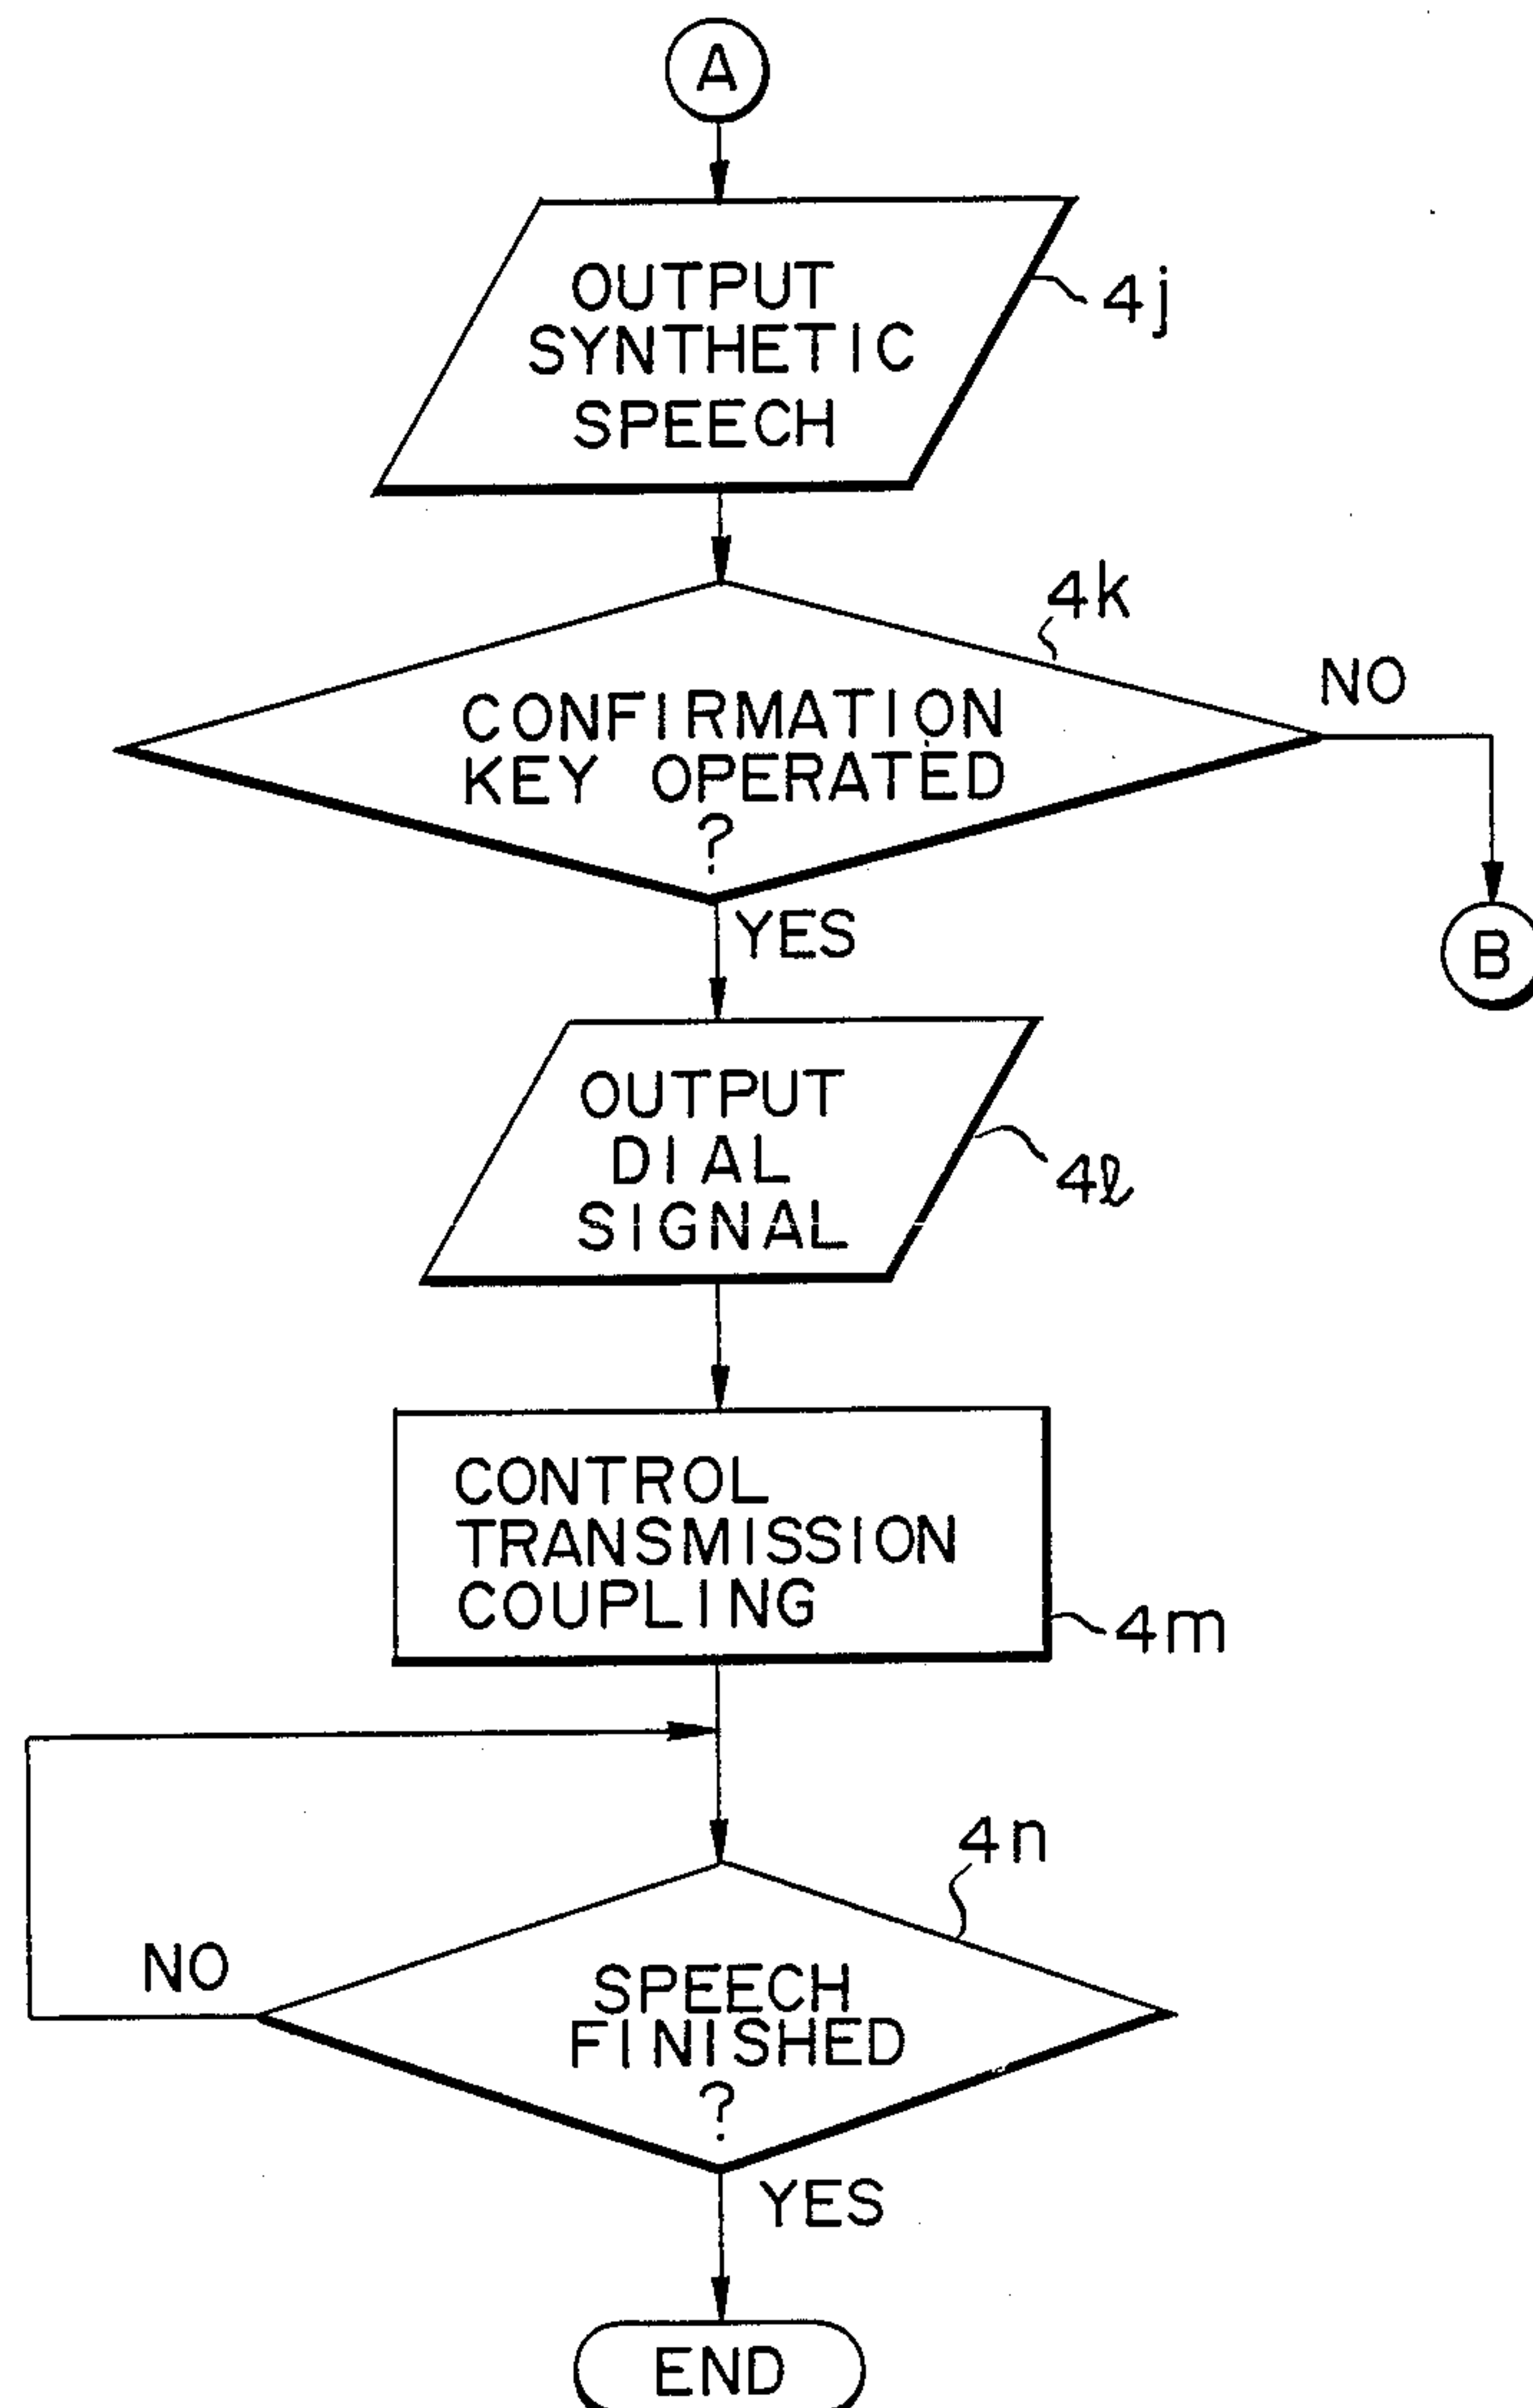 A
OUTPUT
SYNTHETIC
SPEECH
4j
4k
CONFIRMATION
KEY OPERATED
?
NO
B
YES
OUTPUT
DIAL
SIGNAL
4ℓ
CONTROL
TRANSMISSION
COUPLING
4m
4n
NO
SPEECH
FINISHED
?
YES
END